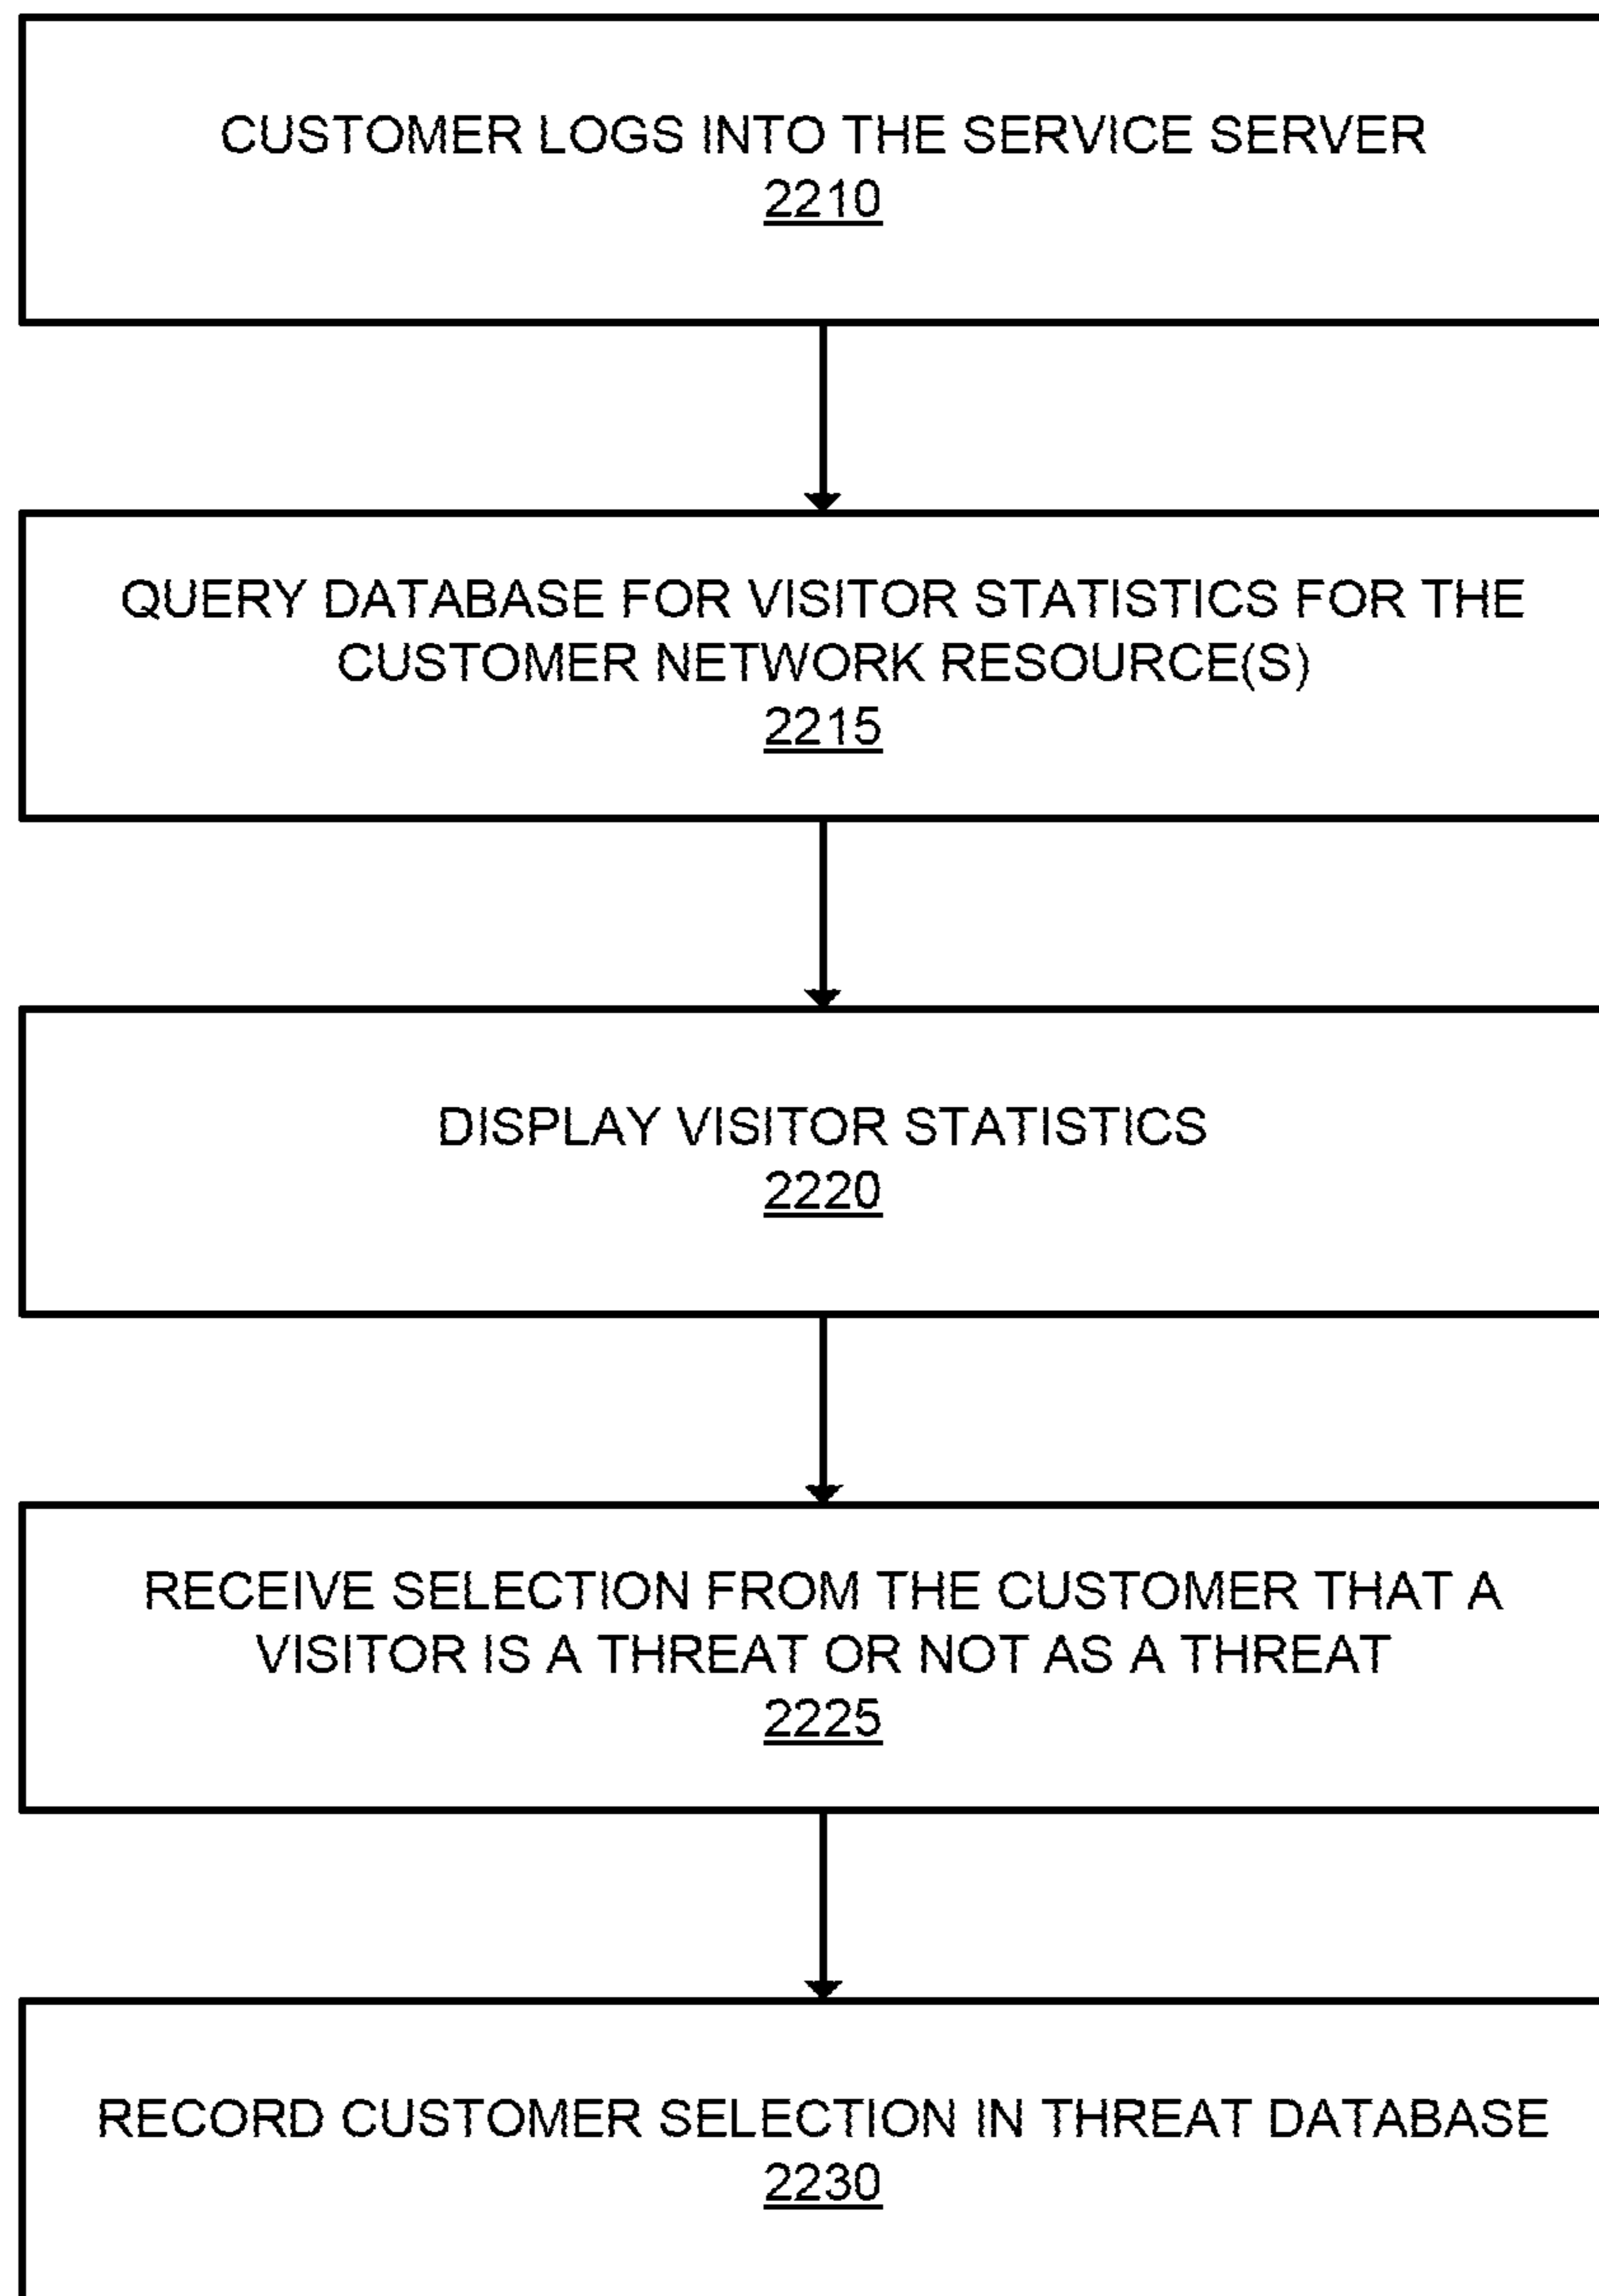 CUSTOMER LOGS INTO THE SERVICE SERVER
2210
QUERY DATABASE FOR VISITOR STATISTICS FOR THE
CUSTOMER NETWORK RESOURCE(S)
2215
DISPLAY VISITOR STATISTICS
2220
RECEIVE SELECTION FROM THE CUSTOMER THAT A
VISITOR IS A THREAT OR NOT AS A THREAT
2225
RECORD CUSTOMER SELECTION IN THREAT DATABASE
2230